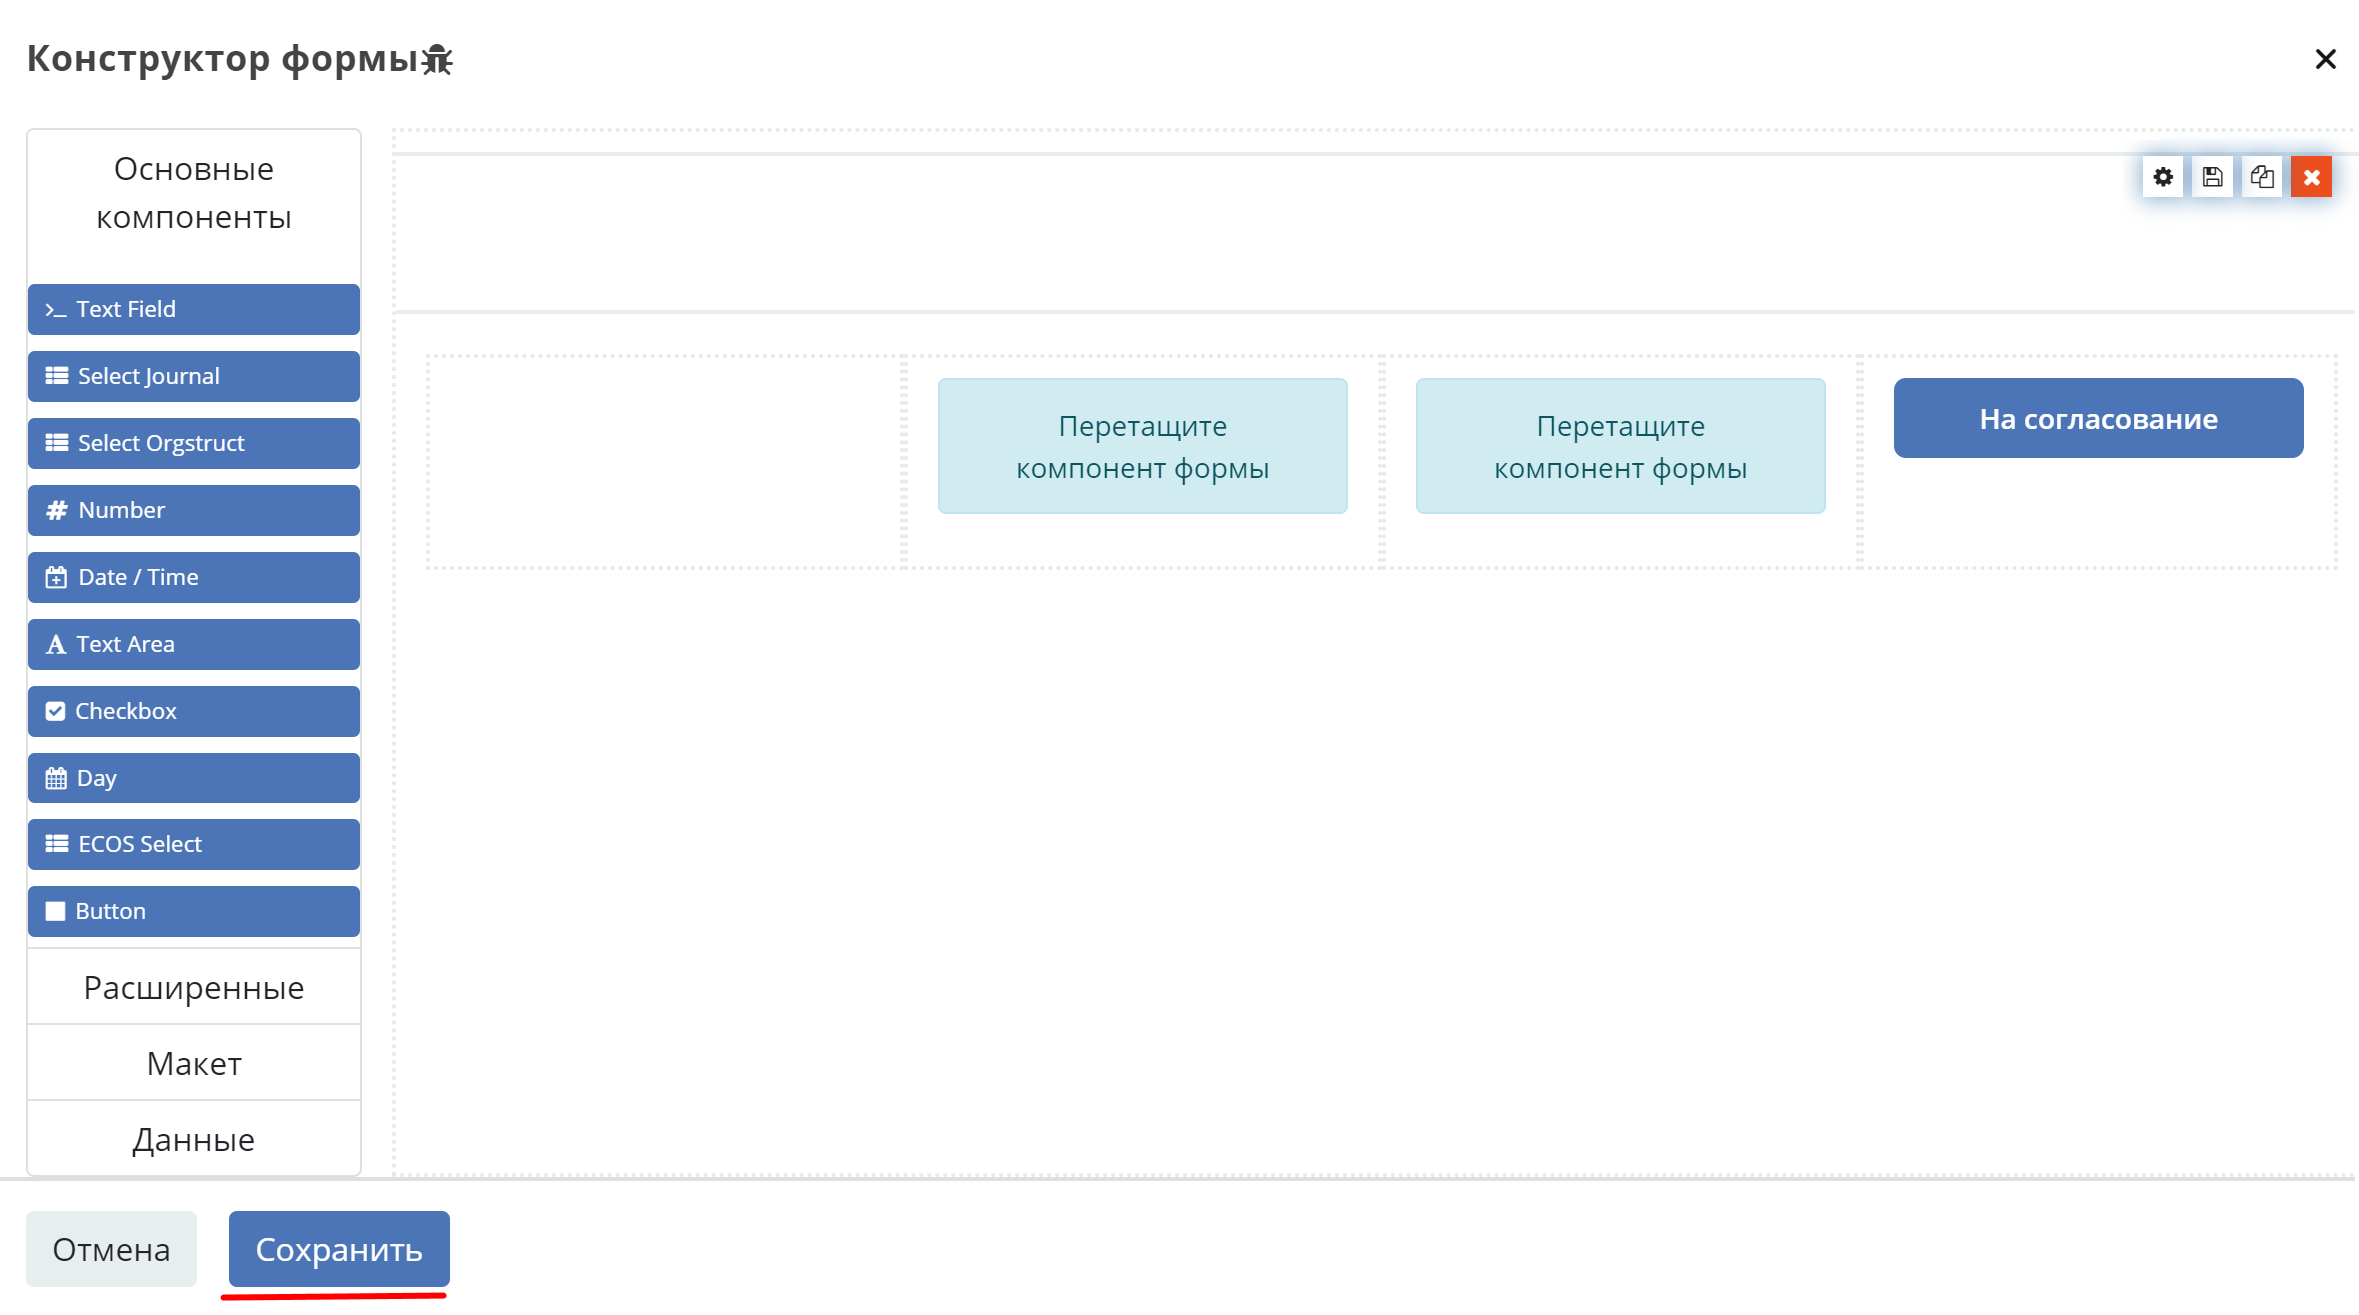 Конструктор формы
Основные
компоненты
Text Field
Select Journal
Select Orgstruct
Number
Date / Time
Text Area
Checkbox
Day
ECOS Select
Button
Расширенные
Макет
Данные
Перетащите
компонент формы
Перетащите
компонент формы
На согласование
Отмена
Сохранить